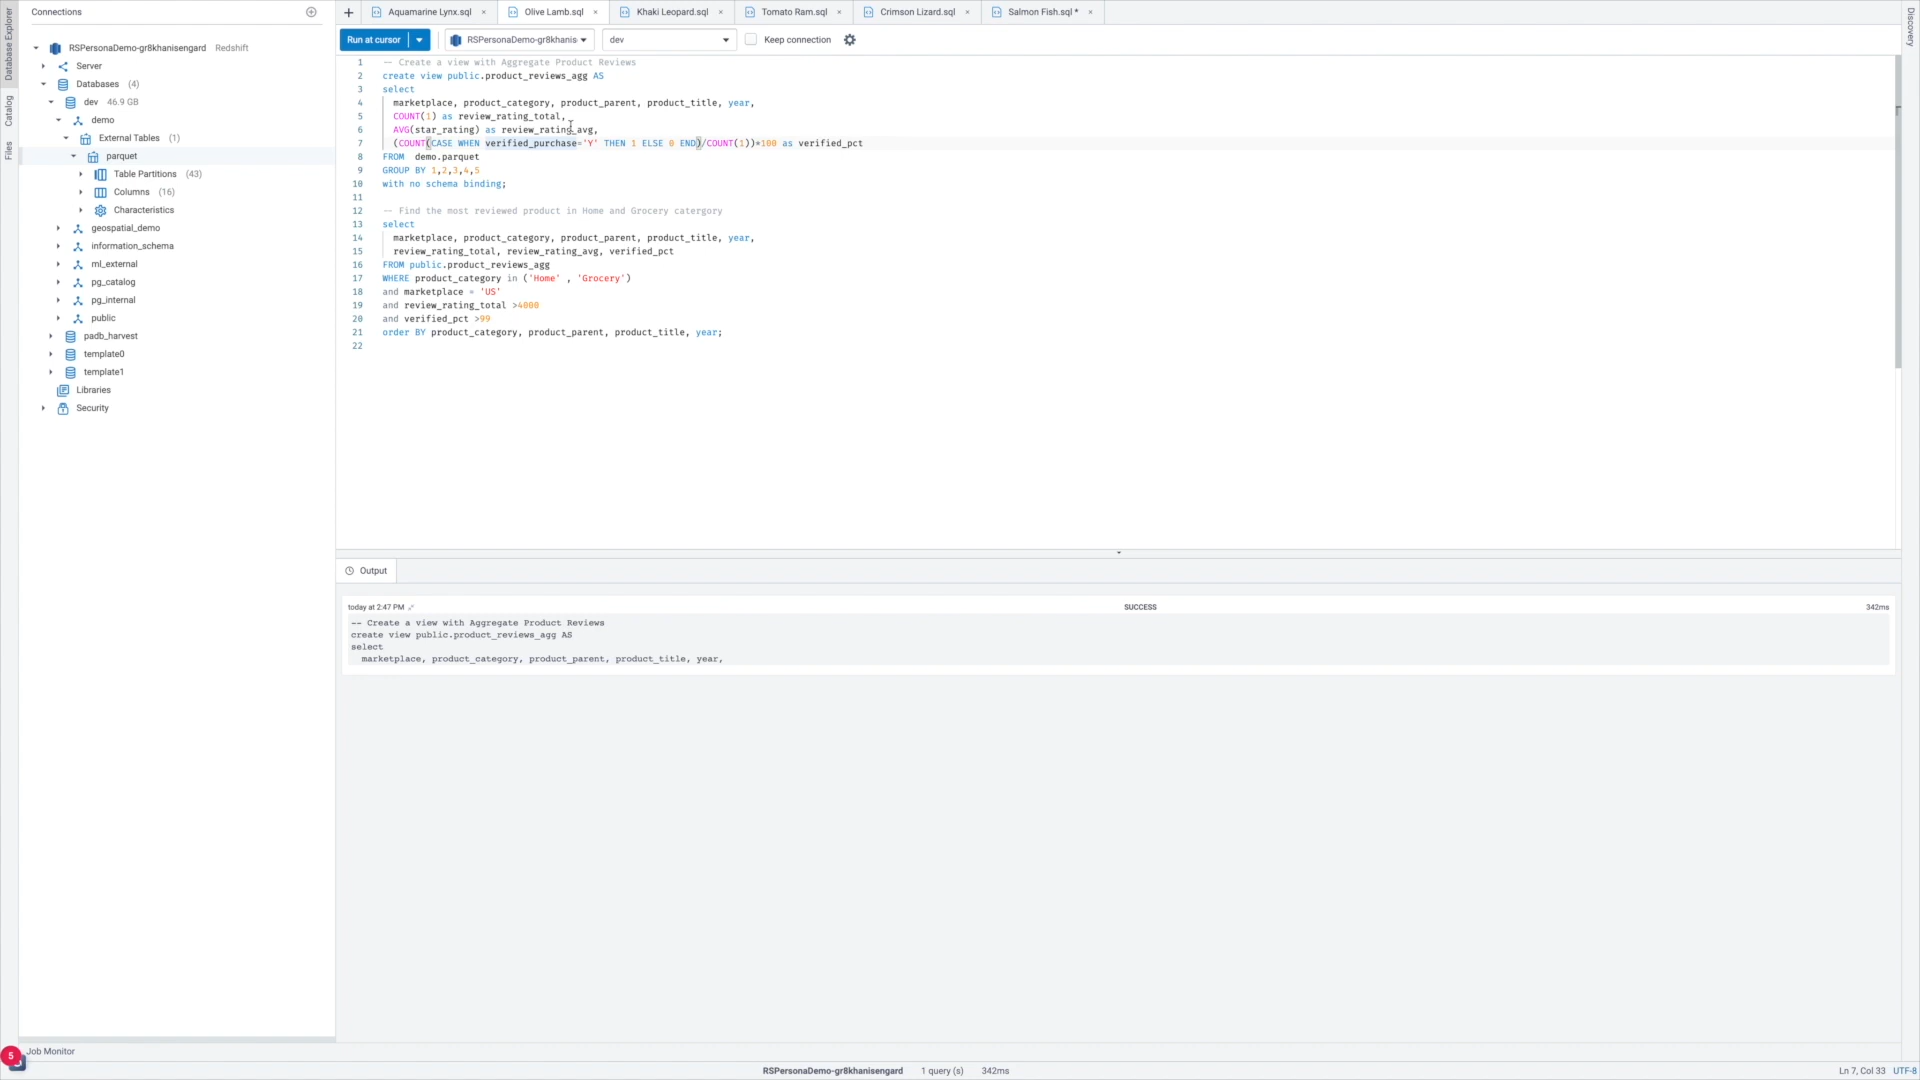 Connections
Aquamarine Lynx.sql
Olive Lamb.sql
Khaki Leopard.sql
Tomato Ram.sql
Crimson Lizard.sql
Salmon Fish.sql *
Discovery
Database Explorer
Catalog
Files
Run at cursor
RSPersonaDemo-gr8khanis
dev
Keep connection
RSPersonaDemo-gr8khanisengard Redshift
Server
Databases (4)
dev 46.9 GB
demo
External Tables (1)
parquet
Table Partitions (43)
Columns (16)
Characteristics
geospatial_demo
information_schema
ml_external
pg_catalog
pg_internal
public
padb_harvest
template0
template1
Libraries
Security
1 -- Create a view with Aggregate Product Reviews
2 create view public.product_reviews_agg AS
3 select
4 marketplace, product_category, product_parent, product_title, year,
5 COUNT(1) as review_rating_total,
6 AVG(star_rating) as review_rating_avg,
7 (COUNT(CASE WHEN verified_purchase='Y' THEN 1 ELSE 0 END)/COUNT(1))*100 as verified_pct
8 FROM demo.parquet
9 GROUP BY 1,2,3,4,5
10 with no schema binding;
11
12 -- Find the most reviewed product in Home and Grocery catergory
13 select
14 marketplace, product_category, product_parent, product_title, year,
15 review_rating_total, review_rating_avg, verified_pct
16 FROM public.product_reviews_agg
17 WHERE product_category in ('Home' , 'Grocery')
18 and marketplace = 'US'
19 and review_rating_total >4000
20 and verified_pct >99
21 order BY product_category, product_parent, product_title, year;
22
Output
today at 2:47 PM SUCCESS 342ms
-- Create a view with Aggregate Product Reviews
create view public.product_reviews_agg AS
select
marketplace, product_category, product_parent, product_title, year,
5
Job Monitor
RSPersonaDemo-gr8khanisengard 1 query (s) 342ms Ln 7, Col 33 UTF-8